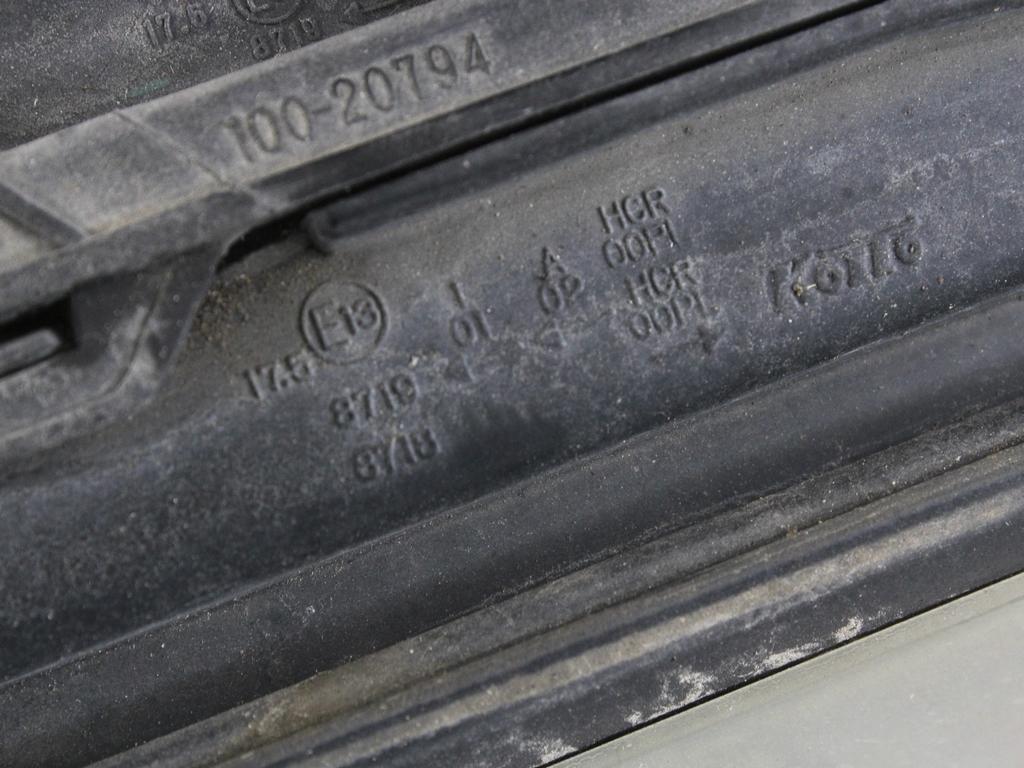 17.5 E
8719
100-20794
HCR
A 00PL
I 02 HCR
E13 01 00PL KOITO
17.5
8719
8718